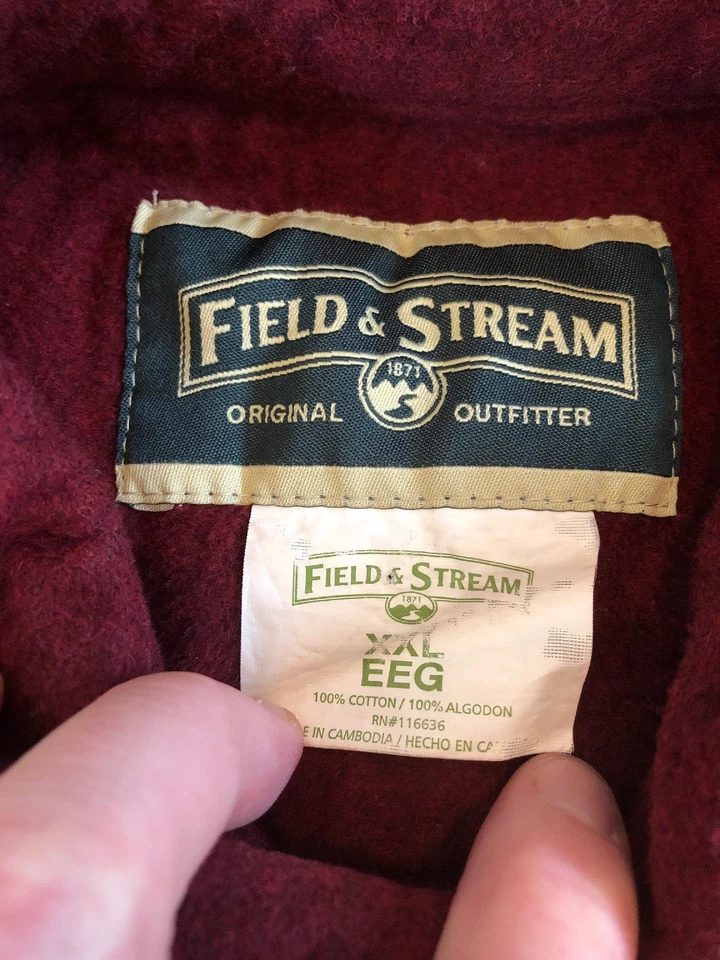 FIELD & STREAM
1871
ORIGINAL OUTFITTER
FIELD & STREAM
1871
XXL
EEG
100% COTTON / 100% ALGODON
RN#116636
E IN CAMBODIA / HECHO EN CA